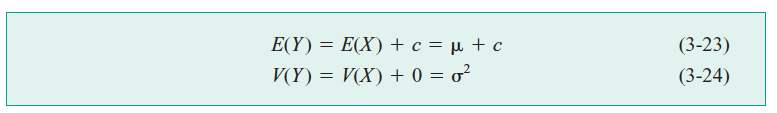 E(Y) = E(X) + c = μ + c (3-23)
V(Y) = V(X) + 0 = σ² (3-24)